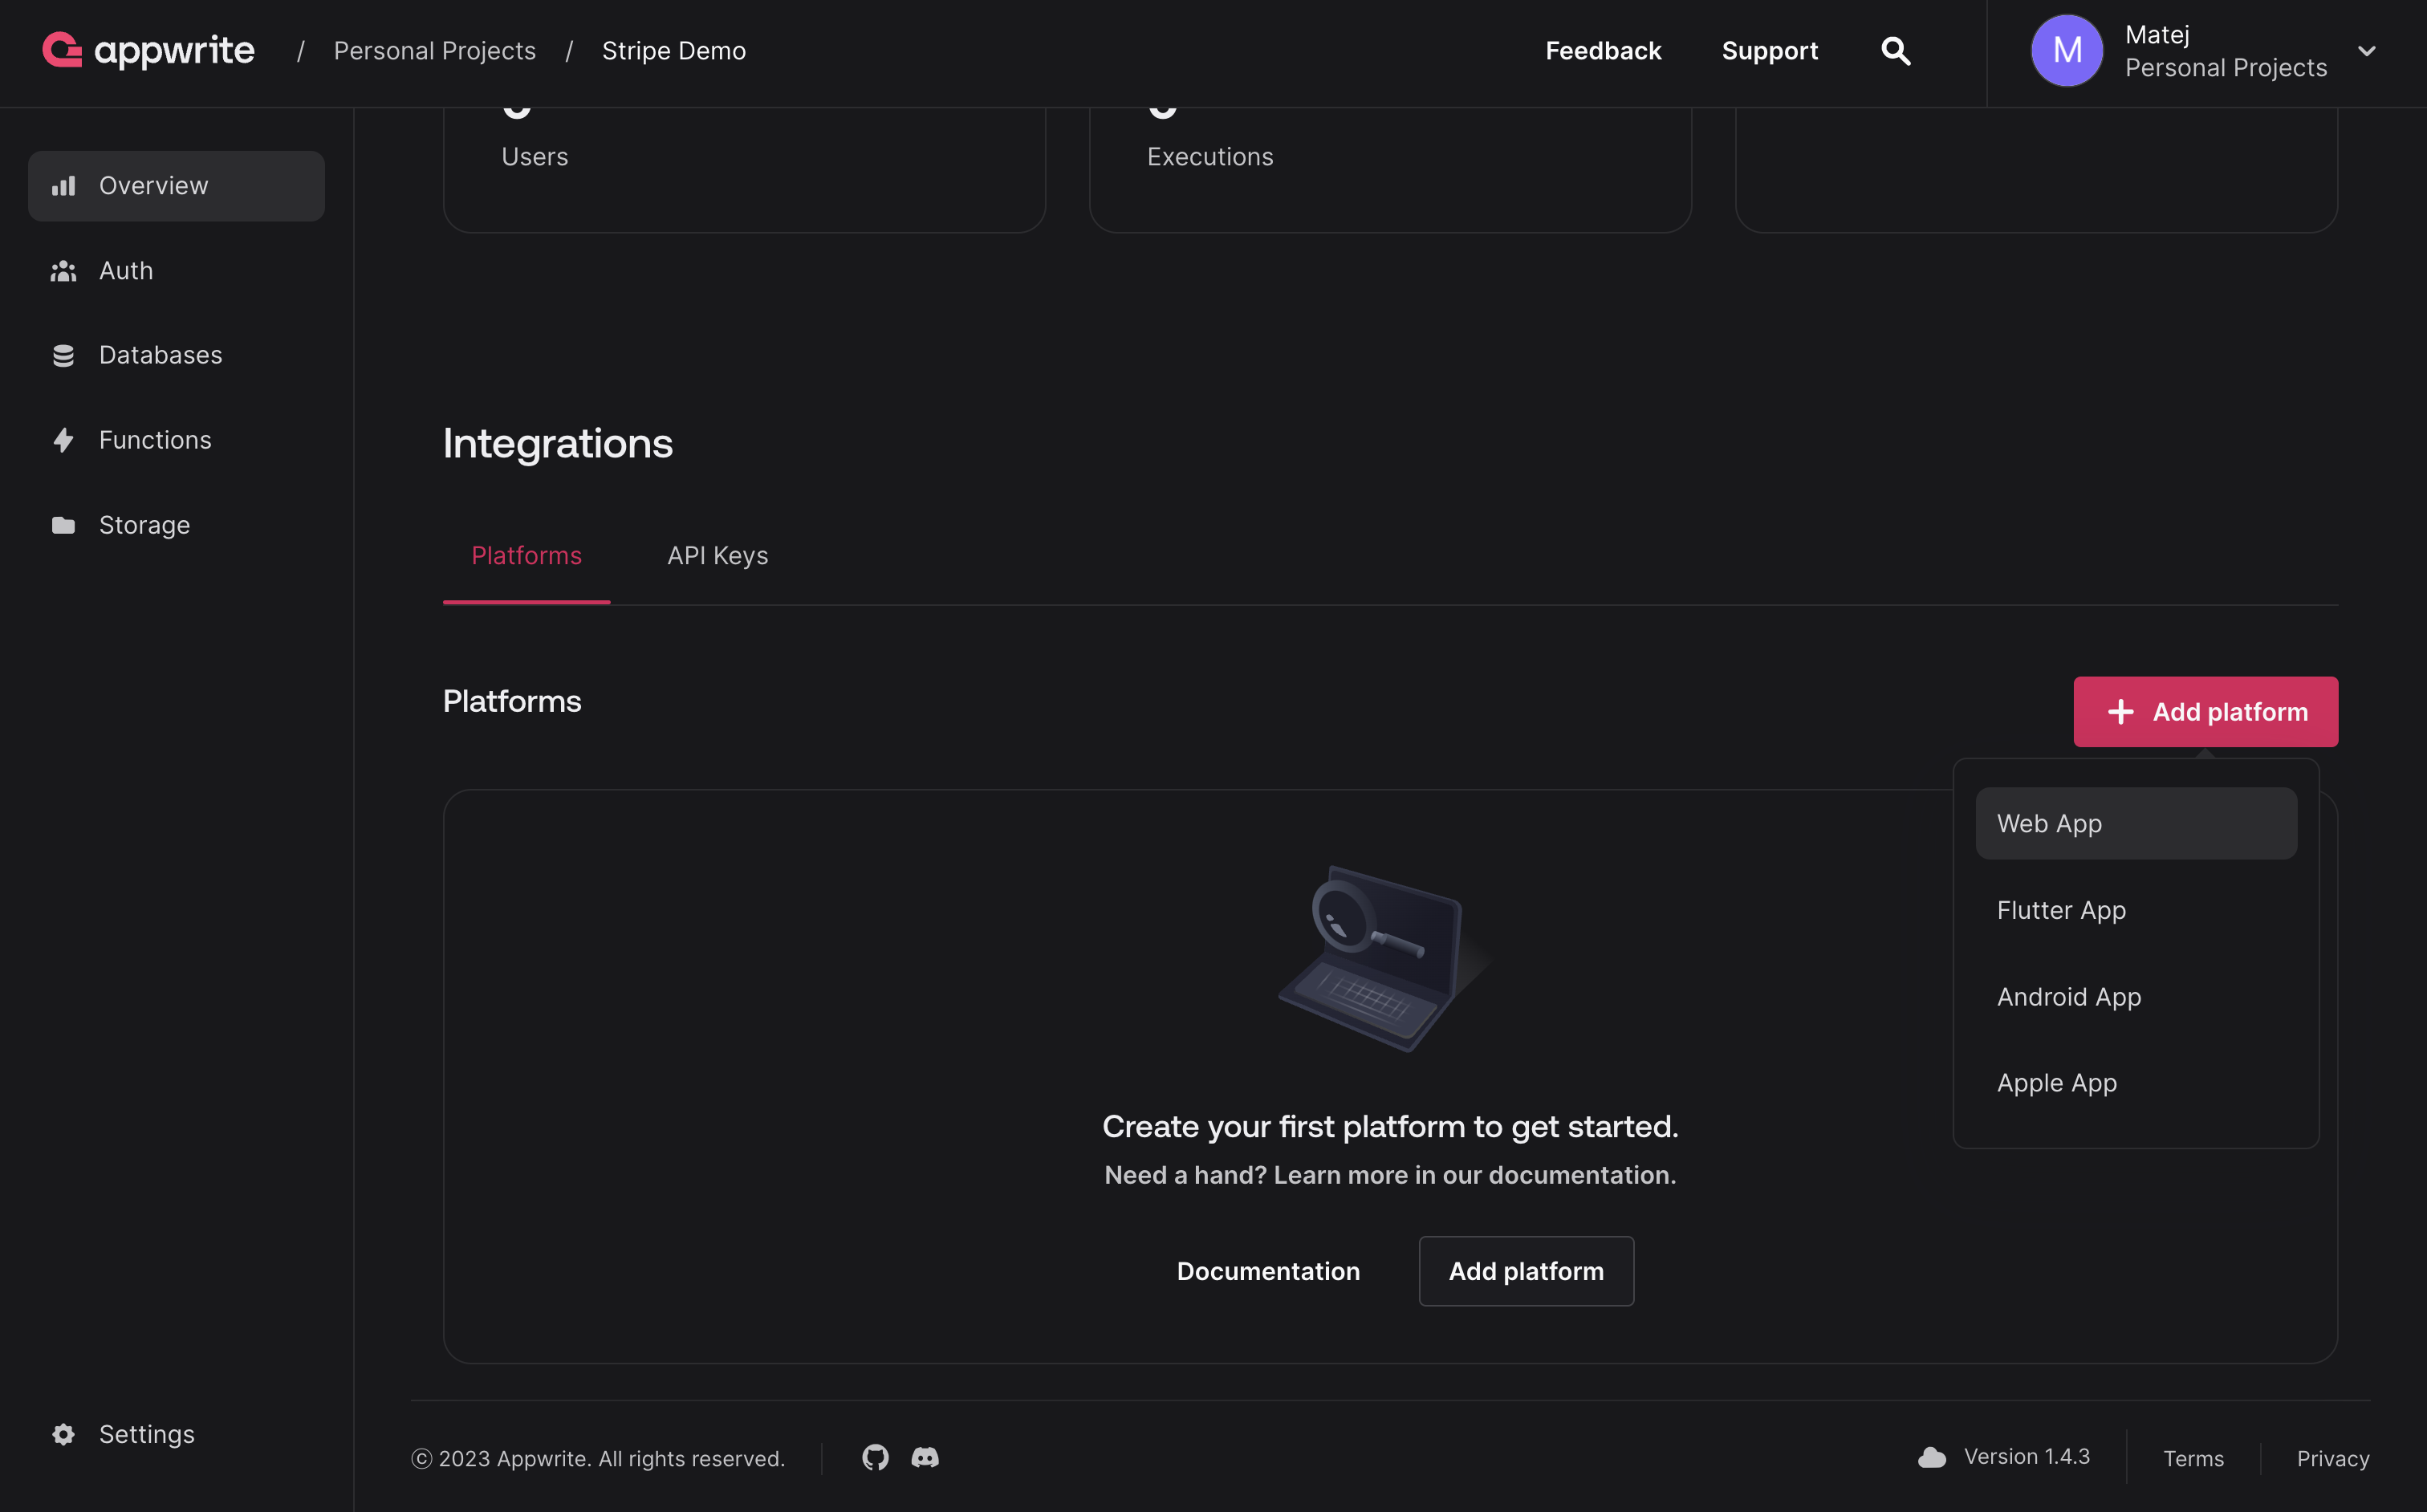 appwrite / Personal Projects / Stripe Demo
Feedback
Support
M
Matej
Personal Projects
Overview
Auth
Databases
Functions
Storage
Settings
Users
Executions
Integrations
Platforms
API Keys
Platforms
Add platform
Web App
Flutter App
Android App
Apple App
Create your first platform to get started.
Need a hand? Learn more in our documentation.
Documentation
Add platform
© 2023 Appwrite. All rights reserved.
Version 1.4.3
Terms
Privacy